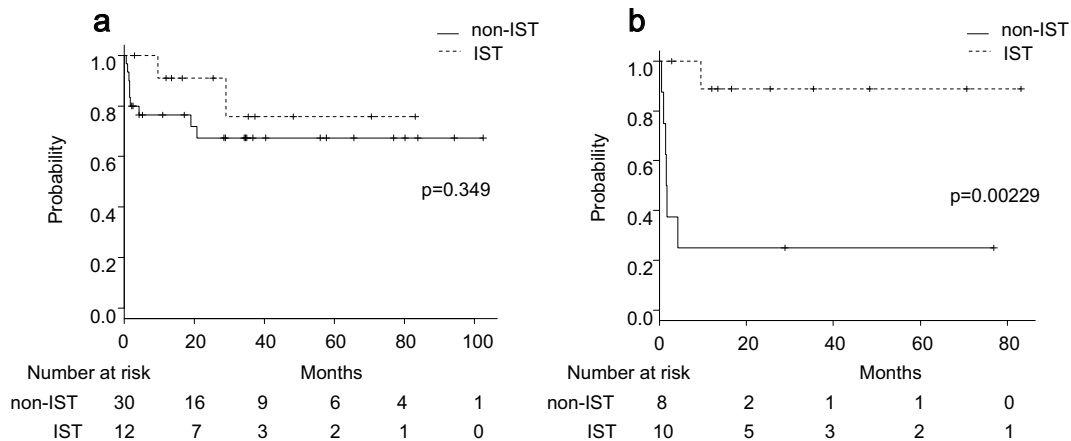 a
non-IST
IST
1.0
0.8
0.6
0.4
0.2
0.0
Probability
p=0.349
0 20 40 60 80 100
Number at risk Months
non-IST 30 16 9 6 4 1
IST 12 7 3 2 1 0
b
non-IST
IST
1.0
0.8
0.6
0.4
0.2
0.0
Probability
p=0.00229
0 20 40 60 80
Number at risk Months
non-IST 8 2 1 1 0
IST 10 5 3 2 1